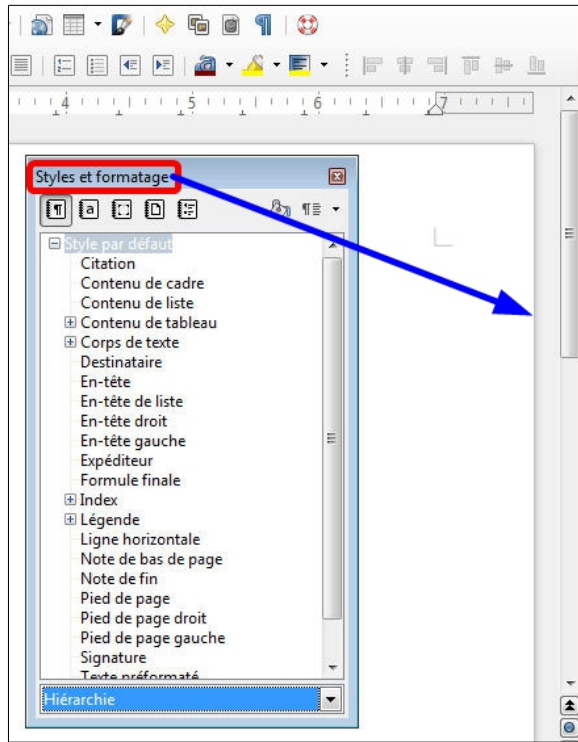 4 5 6 7
Styles et formatage
Style par défaut
Citation
Contenu de cadre
Contenu de liste
Contenu de tableau
Corps de texte
Destinataire
En-tête
En-tête de liste
En-tête droit
En-tête gauche
Expéditeur
Formule finale
Index
Légende
Ligne horizontale
Note de bas de page
Note de fin
Pied de page
Pied de page droit
Pied de page gauche
Signature
Texte préformaté
Hiérarchie